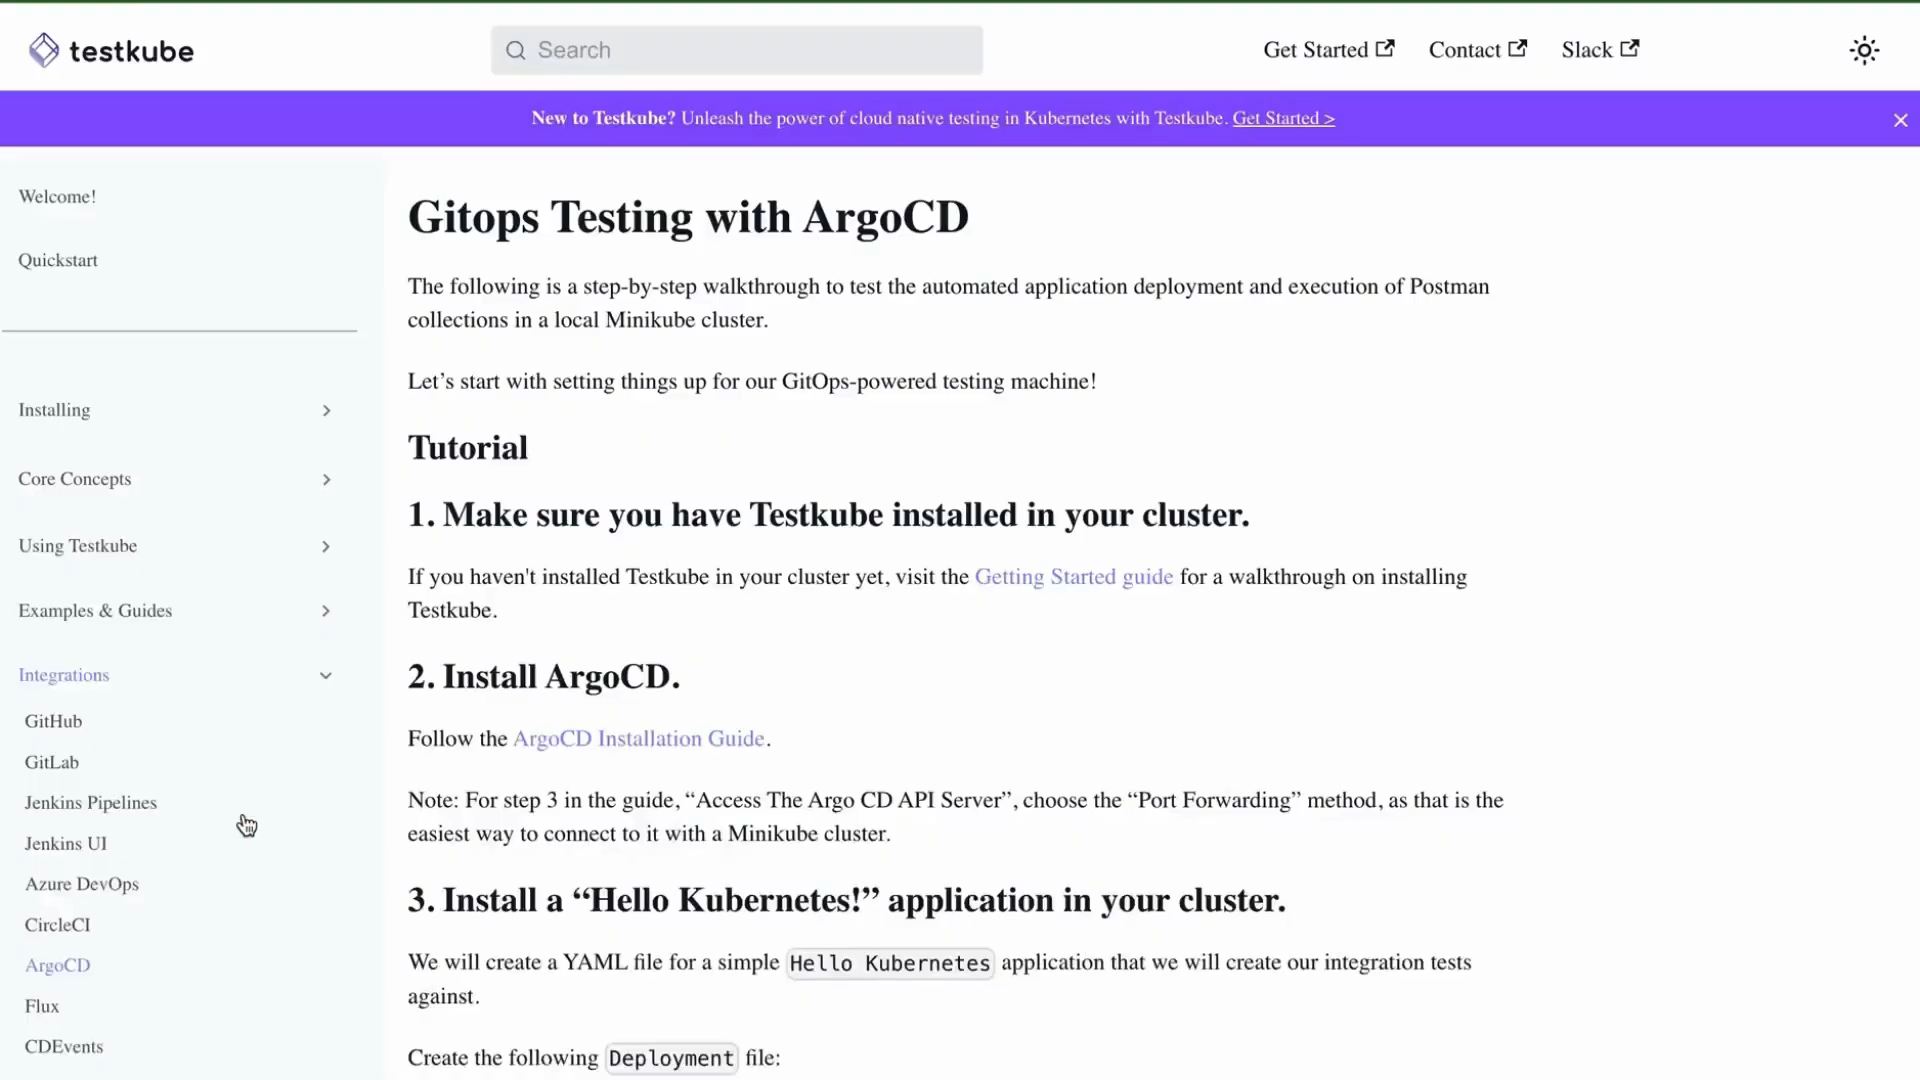 testkube
Search
Get Started
Contact
Slack
New to Testkube? Unleash the power of cloud native testing in Kubernetes with Testkube. Get Started >
Welcome!
Quickstart
Installing
Core Concepts
Using Testkube
Examples & Guides
Integrations
GitHub
GitLab
Jenkins Pipelines
Jenkins UI
Azure DevOps
CircleCI
ArgoCD
Flux
CDEvents
Gitops Testing with ArgoCD
The following is a step-by-step walkthrough to test the automated application deployment and execution of Postman
collections in a local Minikube cluster.
Let’s start with setting things up for our GitOps-powered testing machine!
Tutorial
1. Make sure you have Testkube installed in your cluster.
If you haven't installed Testkube in your cluster yet, visit the Getting Started guide for a walkthrough on installing
Testkube.
2. Install ArgoCD.
Follow the ArgoCD Installation Guide.
Note: For step 3 in the guide, “Access The Argo CD API Server”, choose the “Port Forwarding” method, as that is the
easiest way to connect to it with a Minikube cluster.
3. Install a “Hello Kubernetes!” application in your cluster.
We will create a YAML file for a simple Hello Kubernetes application that we will create our integration tests
against.
Create the following Deployment file: